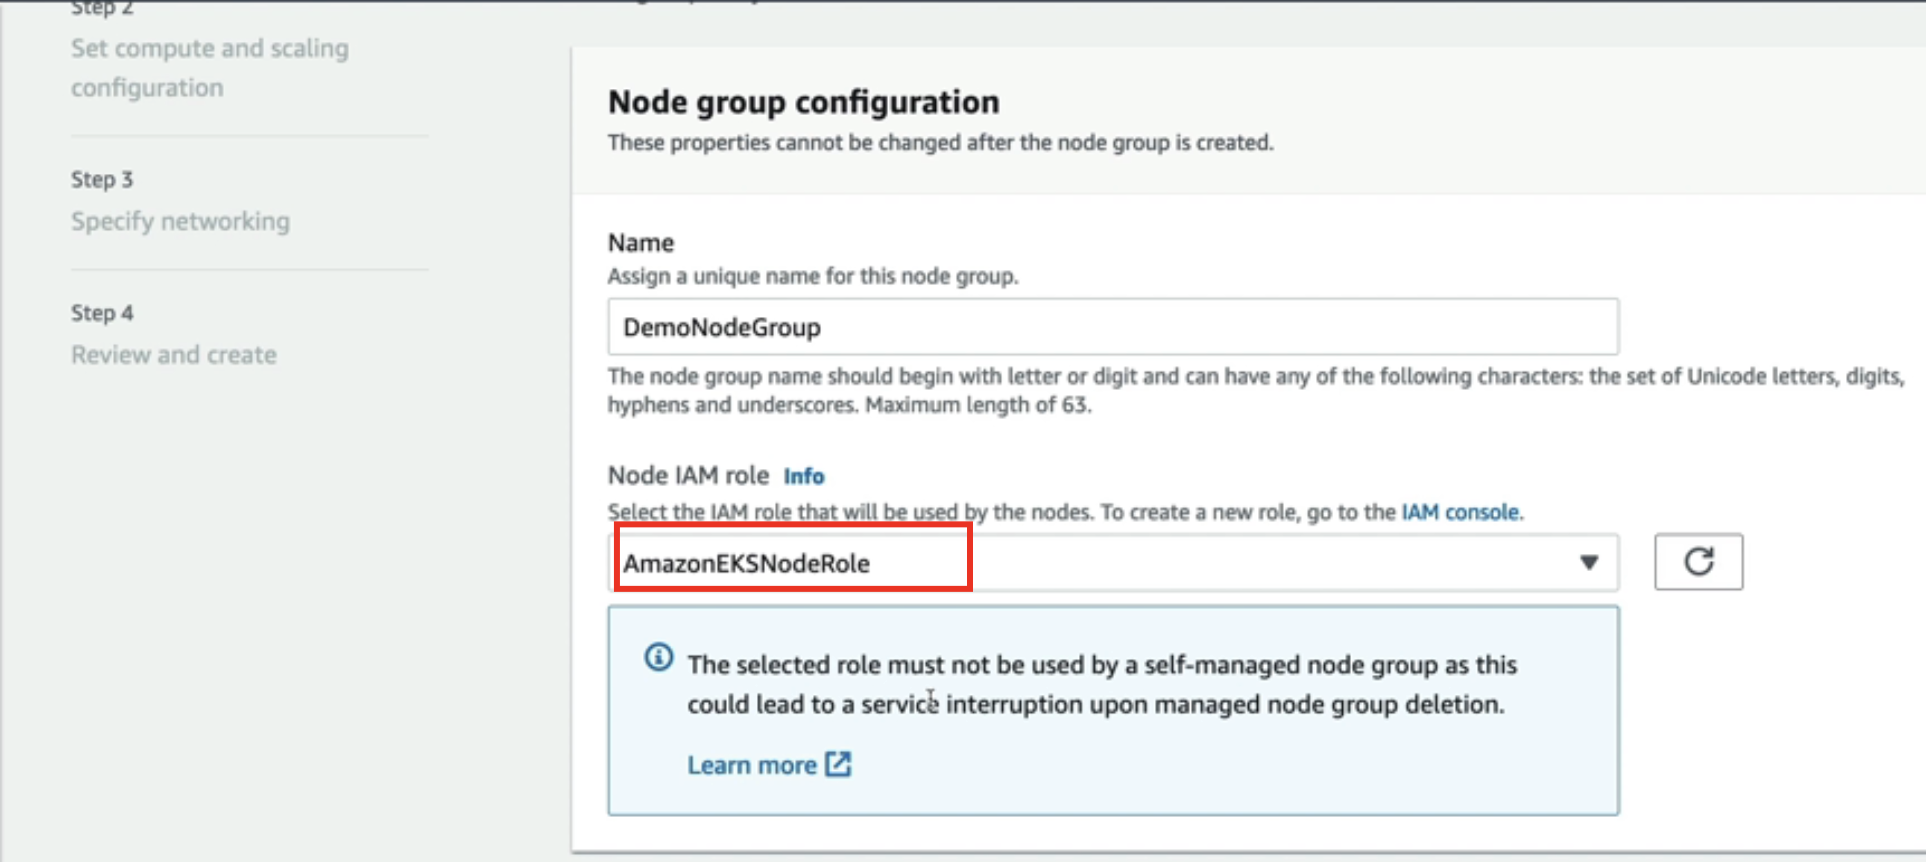 Step 2
Set compute and scaling
configuration
Step 3
Specify networking
Step 4
Review and create
Node group configuration
These properties cannot be changed after the node group is created.
Name
Assign a unique name for this node group.
DemoNodeGroup
The node group name should begin with letter or digit and can have any of the following characters: the set of Unicode letters, digits,
hyphens and underscores. Maximum length of 63.
Node IAM role Info
Select the IAM role that will be used by the nodes. To create a new role, go to the IAM console.
AmazonEKSNodeRole
The selected role must not be used by a self-managed node group as this
could lead to a service interruption upon managed node group deletion.
Learn more